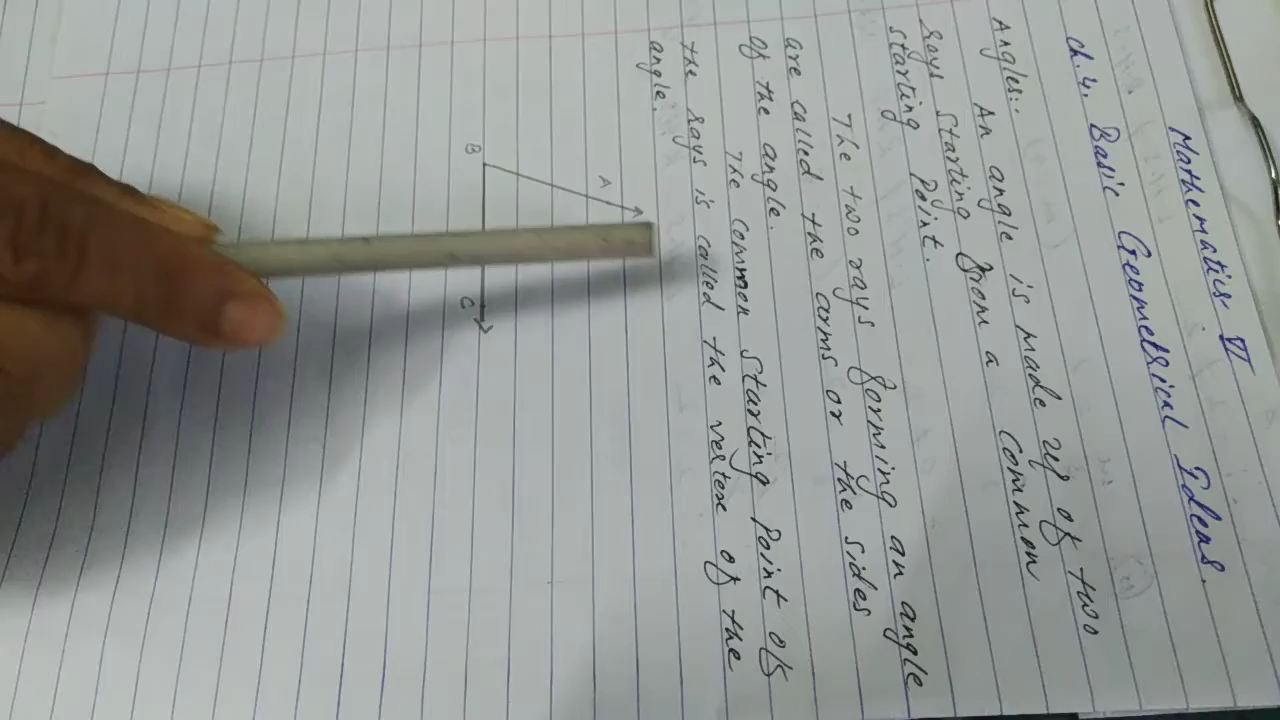 Mathematics VI
Ch. 4. Basic Geometrical Ideas.
Angles:-
An angle is made up of two
rays starting from a common
starting Point.
The two rays forming an angle
are called the arms or the sides
of the angle.
The common starting Point of
the rays is called the vertex of the
angle.
A
B
C